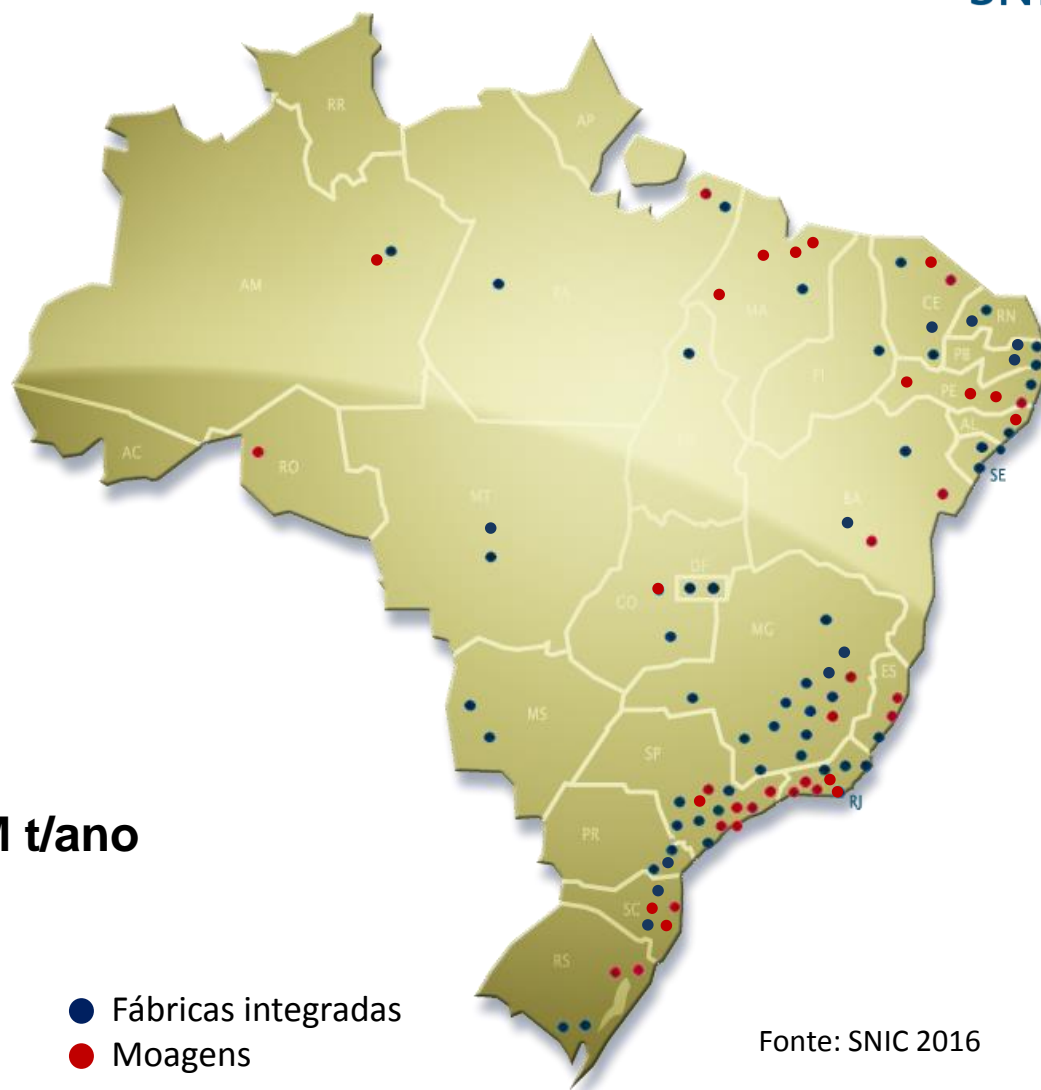 RR
AP
AM
PA
MA
CE
RN
PB
PI
PE
AL
AC
RO
SE
MT
BA
DF
GO
MG
ES
MS
SP
RJ
M t/ano
PR
SC
RS
Fábricas integradas
Moagens
Fonte: SNIC 2016